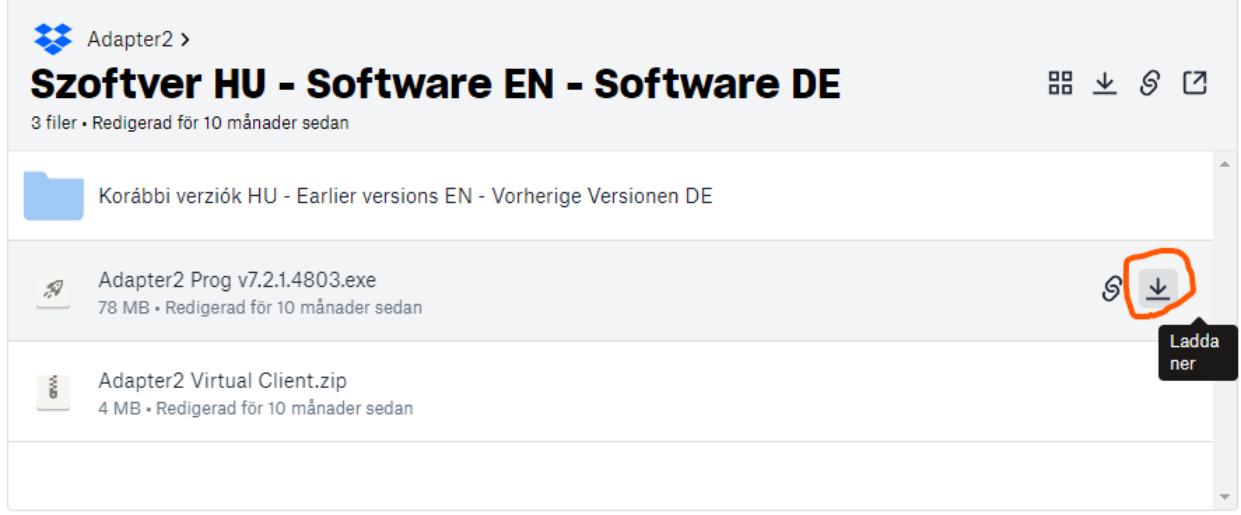 Adapter2 >
Szoftver HU - Software EN - Software DE
3 filer • Redigerad för 10 månader sedan
Korábbi verziók HU - Earlier versions EN - Vorherige Versionen DE
Adapter2 Prog v7.2.1.4803.exe
78 MB • Redigerad för 10 månader sedan
Ladda
ner
Adapter2 Virtual Client.zip
4 MB • Redigerad för 10 månader sedan